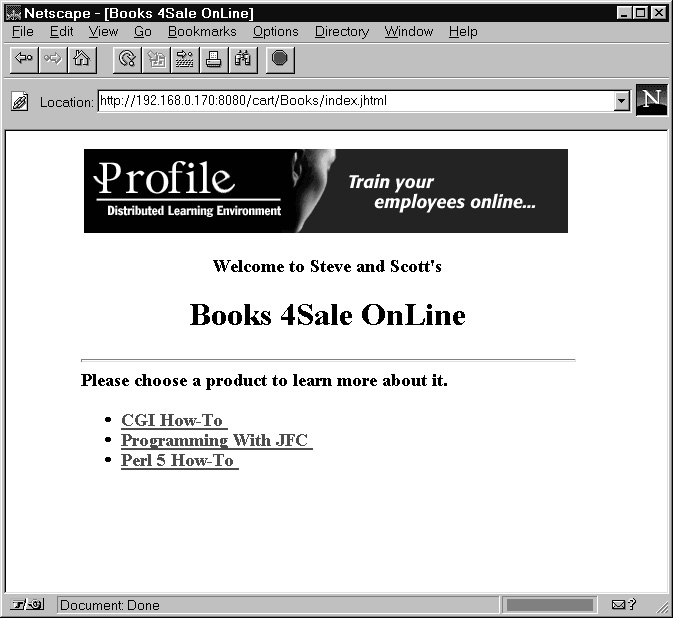 Netscape - [Books 4Sale OnLine]
File Edit View Go Bookmarks Options Directory Window Help
Location: http://192.168.0.170:8080/cart/Books/index.jhtml
N
Profile
Distributed Learning Environment
Train your
employees online...
Welcome to Steve and Scott's
Books 4Sale OnLine
Please choose a product to learn more about it.
• CGI How-To
• Programming With JFC
• Perl 5 How-To
Document: Done
?